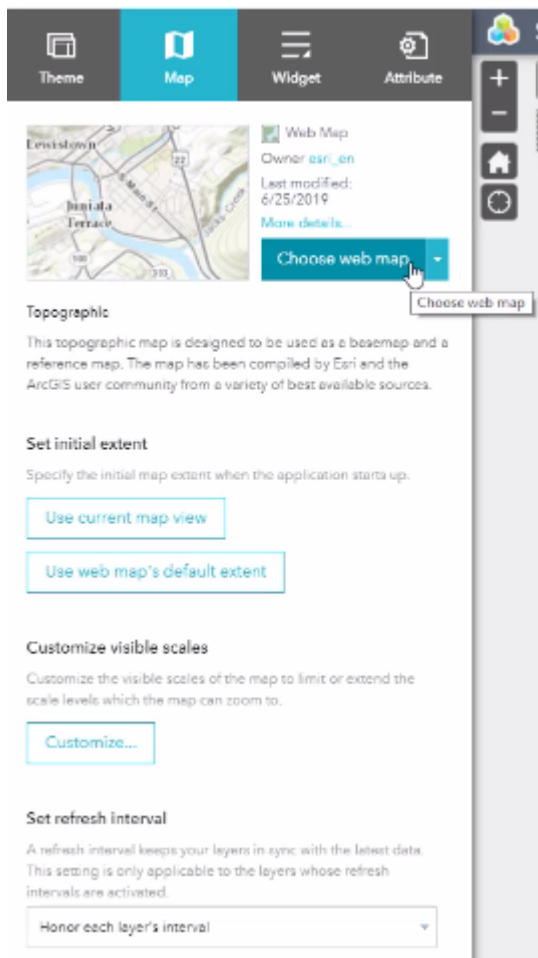 Theme
Map
Widget
Attribute
S
+
−
Lewistown
22
S Main St
Juniata
Terrace
103
333
Web Map
Owner esri_en
Last modified:
6/25/2019
More details...
Choose web map
Choose web map
Topographic
This topographic map is designed to be used as a basemap and a
reference map. The map has been compiled by Esri and the
ArcGIS user community from a variety of best available sources.
Set initial extent
Specify the initial map extent when the application starts up.
Use current map view
Use web map's default extent
Customize visible scales
Customize the visible scales of the map to limit or extend the
scale levels which the map can zoom to.
Customize...
Set refresh interval
A refresh interval keeps your layers in sync with the latest data.
This setting is only applicable to the layers whose refresh
intervals are activated.
Honor each layer's interval